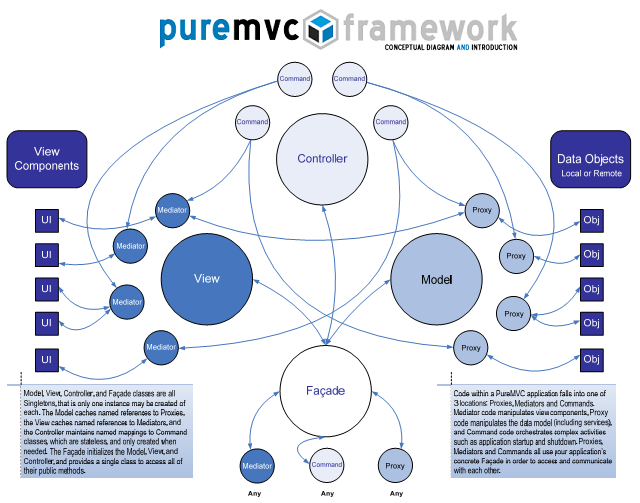 puremvc framework
CONCEPTUAL DIAGRAM AND INTRODUCTION
Command
Command
Command
Command
Controller
View
Components
Data Objects
Local or Remote
UI
UI
UI
UI
UI
Mediator
Mediator
Mediator
Mediator
View
Model
Proxy
Proxy
Proxy
Proxy
Obj
Obj
Obj
Obj
Obj
Façade
Model, View, Controller, and Façade classes are all
Singletons, that is only one instance may be created of
each. The Model caches named references to Proxies,
the View caches named references to Mediators, and
the Controller maintains named mappings to Command
classes, which are stateless, and only created when
needed. The Façade initializes the Model, View, and
Controller, and provides a single class to access all of
their public methods.
Code within a PureMVC application falls into one of
3 locations: Proxies, Mediators and Commands.
Mediator code manipulates view components, Proxy
code manipulates the data model (including services),
and Command code orchestrates complex activities
such as application startup and shutdown. Proxies,
Mediators and Commands all use your application's
concrete Façade in order to access and communicate
with each other.
Mediator
Command
Proxy
Any
Any
Any